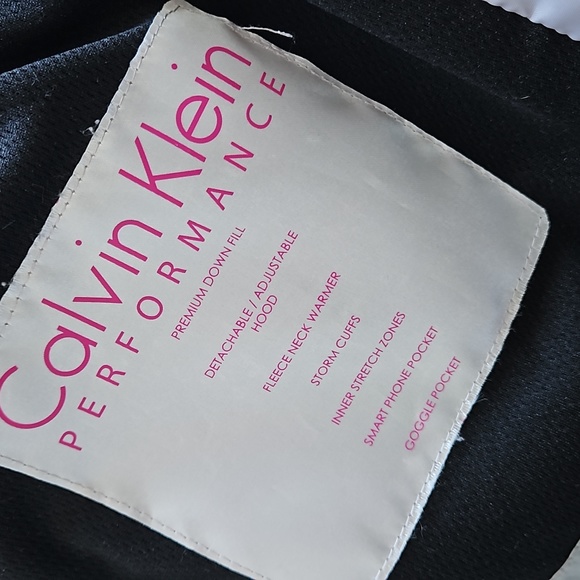 Calvin Klein
PERFORMANCE
PREMIUM DOWN FILL
DETACHABLE / ADJUSTABLE
HOOD
FLEECE NECK WARMER
STORM CUFFS
INNER STRETCH ZONES
SMART PHONE POCKET
GOGGLE POCKET